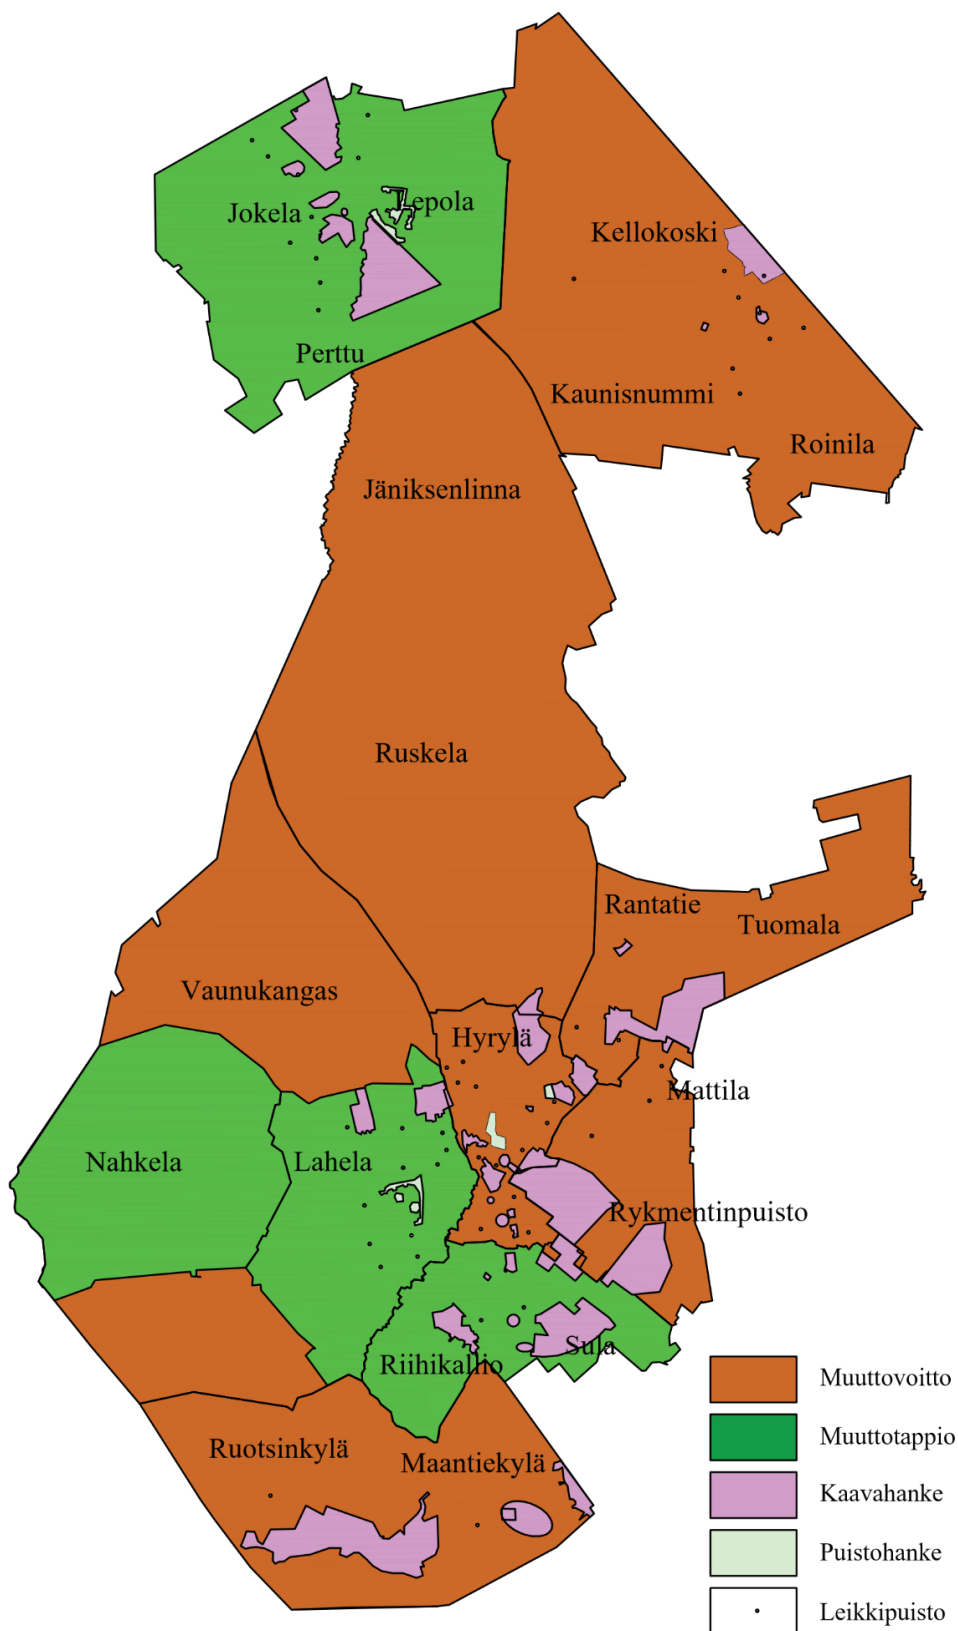 Lepola
Jokela
Kellokoski
Perttu
Kaunisnummi
Roinila
Jäniksenlinna
Ruskela
Rantatie
Tuomala
Vaunukangas
Hyrylä
Mattila
Nahkela
Lahela
Rykmentinpuisto
Sula
Riihikallio
Ruotsinkylä
Maantiekylä
Muuttovoitto
Muuttotappio
Kaavahanke
Puistohanke
Leikkipuisto